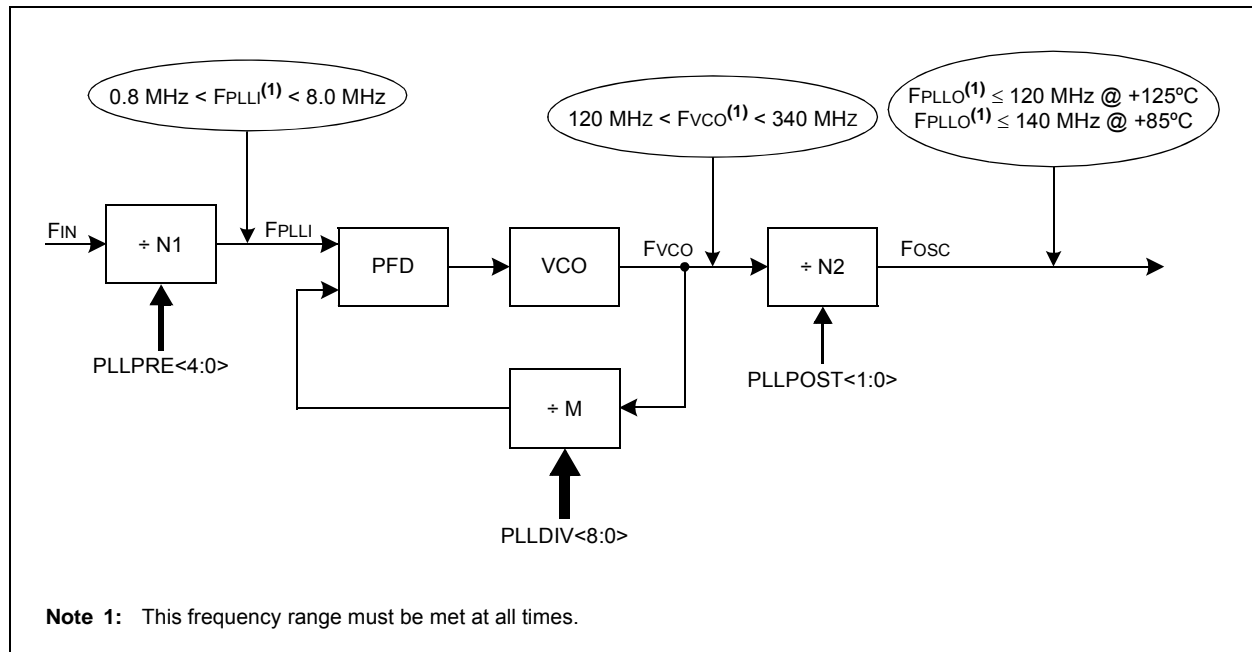 0.8 MHz < FPLLI(1) < 8.0 MHz
120 MHz < FVCO(1) < 340 MHz
FPLLO(1) ≤ 120 MHz @ +125ºC
FPLLO(1) ≤ 140 MHz @ +85ºC
FIN
÷ N1
FPLLI
PFD
VCO
FVCO
÷ N2
FOSC
PLLPRE<4:0>
÷ M
PLLPOST<1:0>
PLLDIV<8:0>
Note 1: This frequency range must be met at all times.